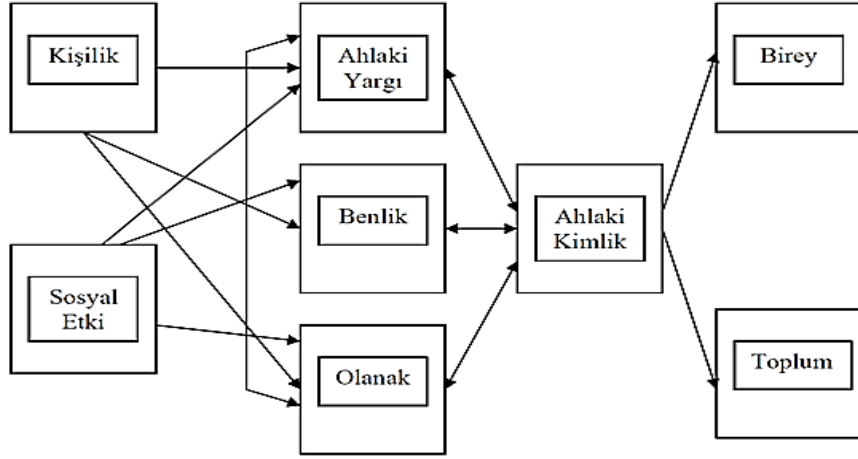 Kişilik
Ahlaki
Yargı
Birey
Benlik
Ahlaki
Kimlik
Sosyal
Etki
Olanak
Toplum